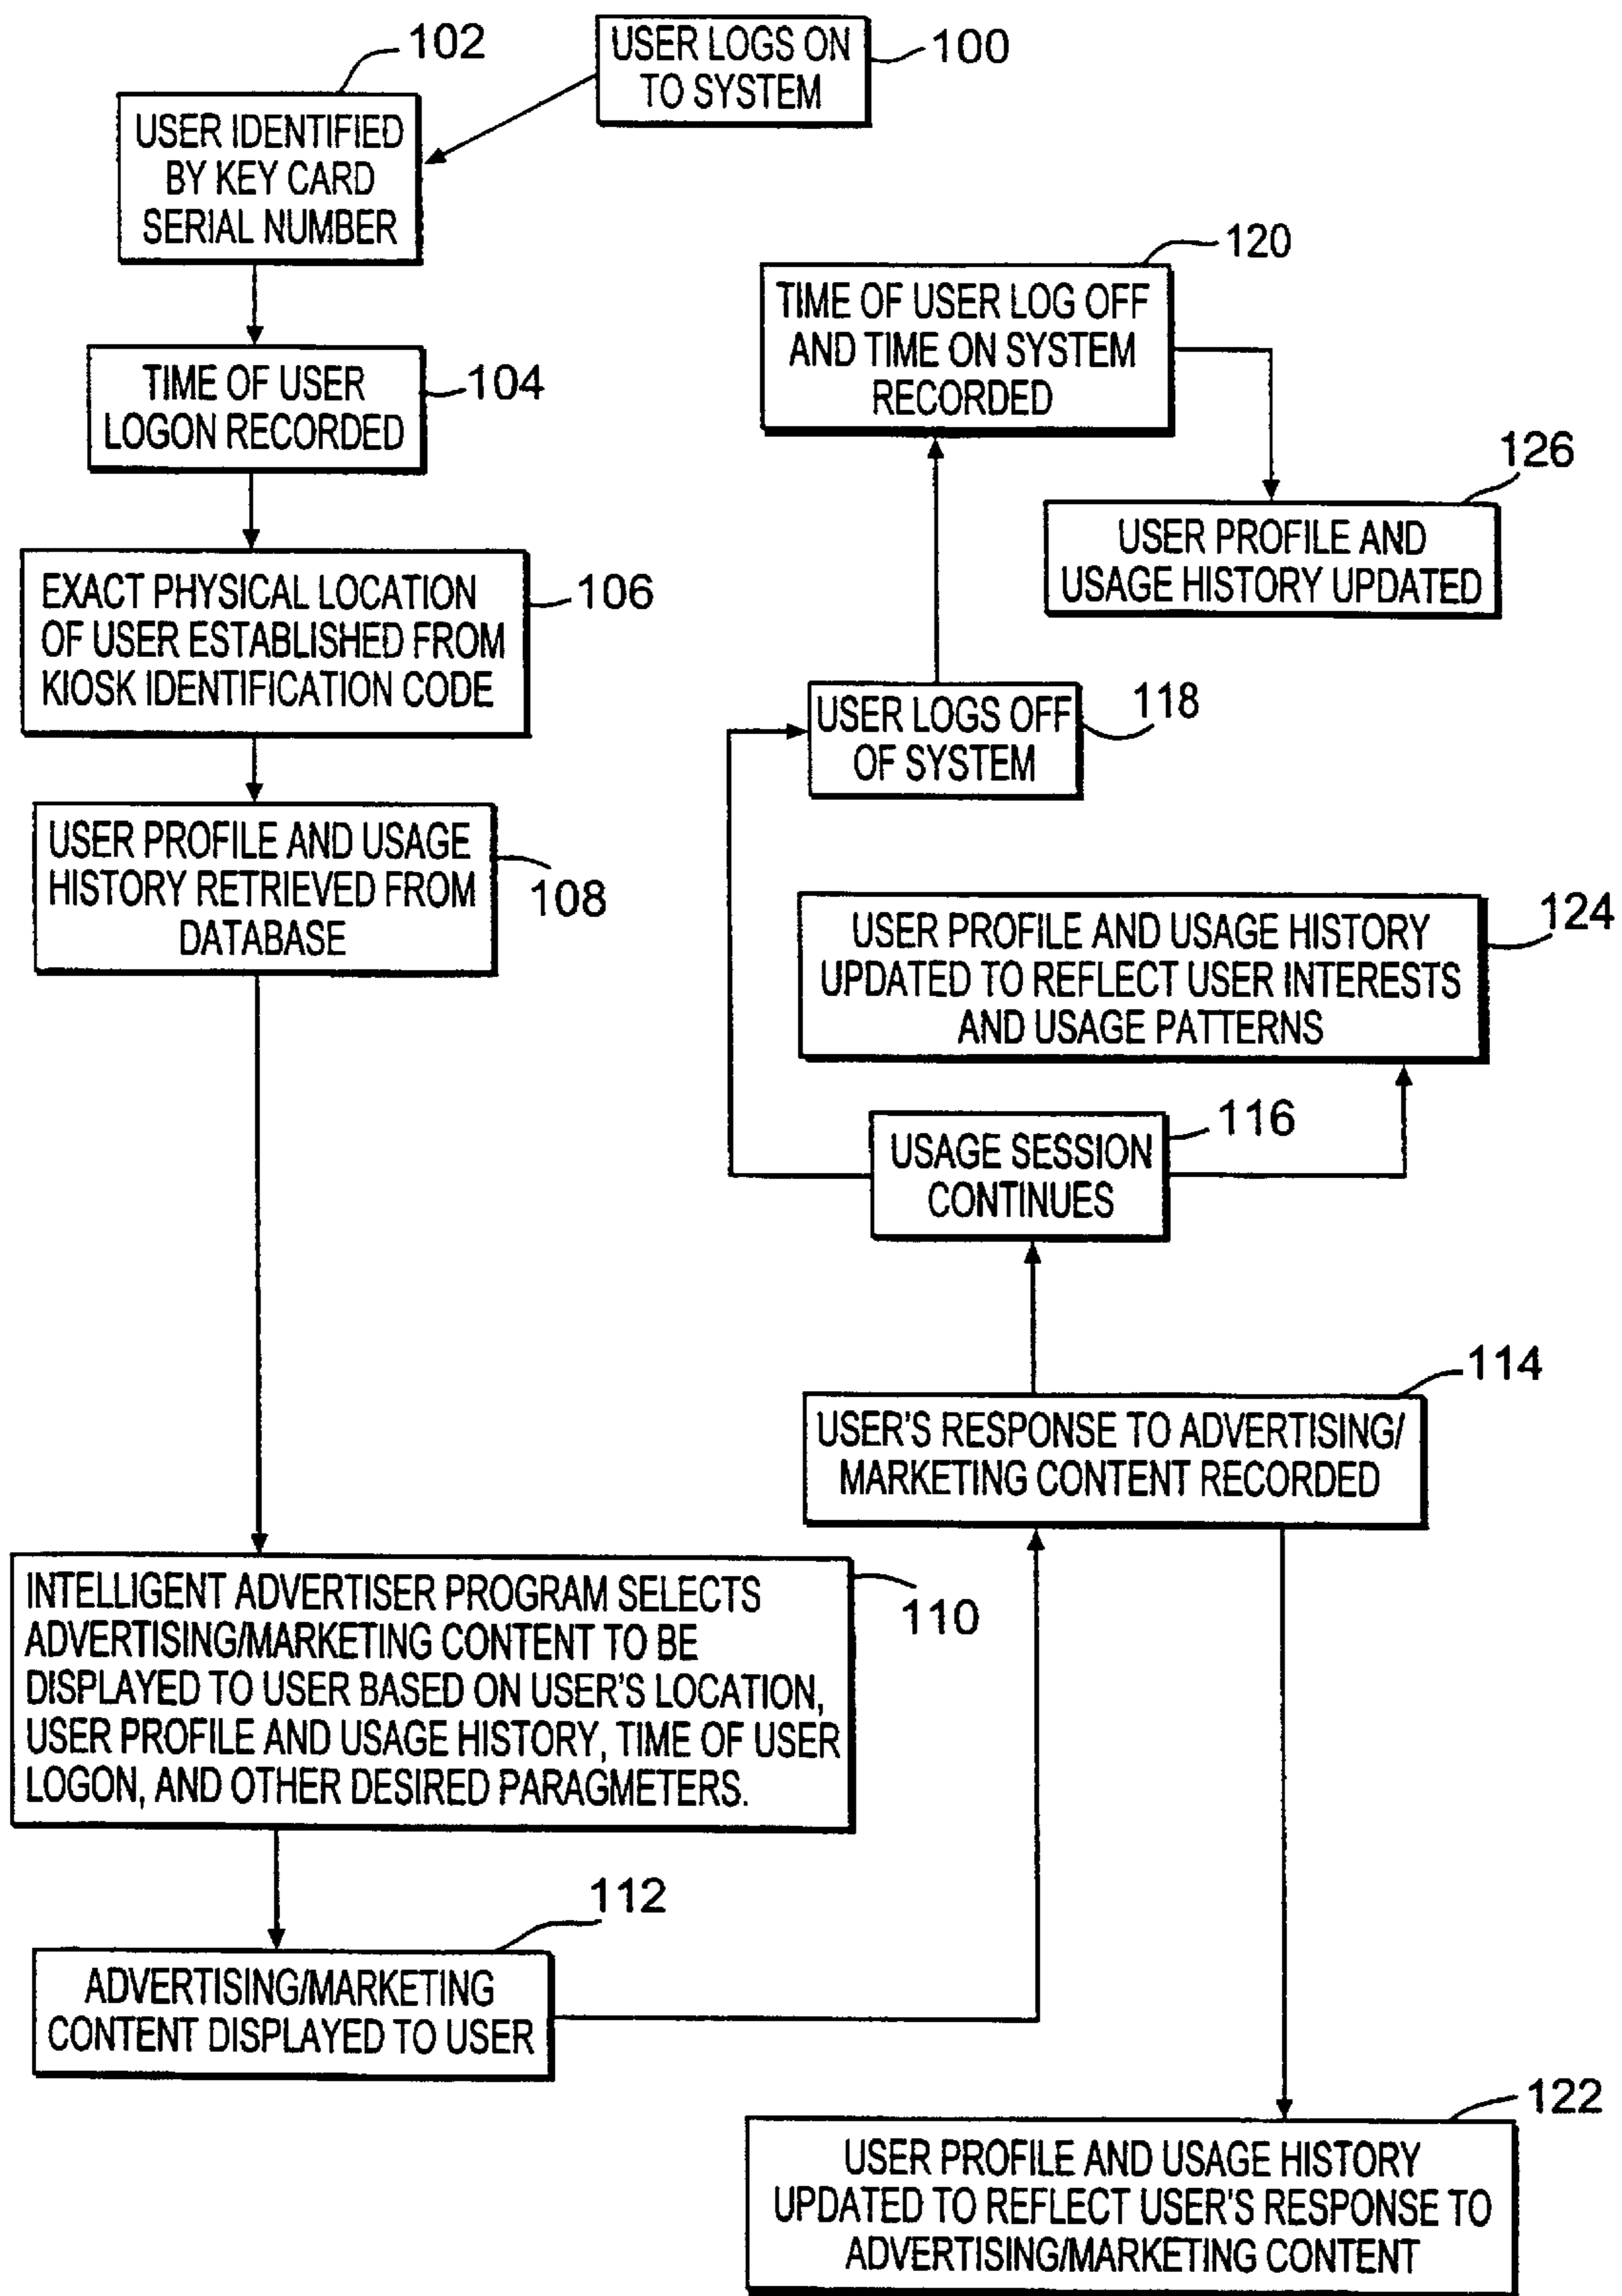 USER LOGS ON
TO SYSTEM
100
102
USER IDENTIFIED
BY KEY CARD
SERIAL NUMBER
TIME OF USER
LOGON RECORDED
104
EXACT PHYSICAL LOCATION
OF USER ESTABLISHED FROM
KIOSK IDENTIFICATION CODE
106
USER PROFILE AND USAGE
HISTORY RETRIEVED FROM
DATABASE
108
INTELLIGENT ADVERTISER PROGRAM SELECTS
ADVERTISING/MARKETING CONTENT TO BE
DISPLAYED TO USER BASED ON USER'S LOCATION,
USER PROFILE AND USAGE HISTORY, TIME OF USER
LOGON, AND OTHER DESIRED PARAGMETERS.
110
112
ADVERTISING/MARKETING
CONTENT DISPLAYED TO USER
120
TIME OF USER LOG OFF
AND TIME ON SYSTEM
RECORDED
126
USER PROFILE AND
USAGE HISTORY UPDATED
USER LOGS OFF
OF SYSTEM
118
124
USER PROFILE AND USAGE HISTORY
UPDATED TO REFLECT USER INTERESTS
AND USAGE PATTERNS
116
USAGE SESSION
CONTINUES
114
USER'S RESPONSE TO ADVERTISING/
MARKETING CONTENT RECORDED
122
USER PROFILE AND USAGE HISTORY
UPDATED TO REFLECT USER'S RESPONSE TO
ADVERTISING/MARKETING CONTENT